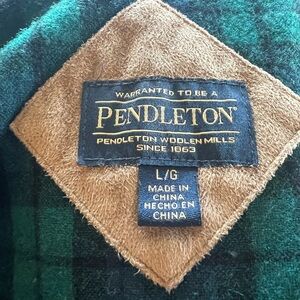 WARRANTED TO BE A
PENDLETON®
PENDLETON WOOLEN MILLS
SINCE 1863
L/G
MADE IN
CHINA
HECHO EN
CHINA